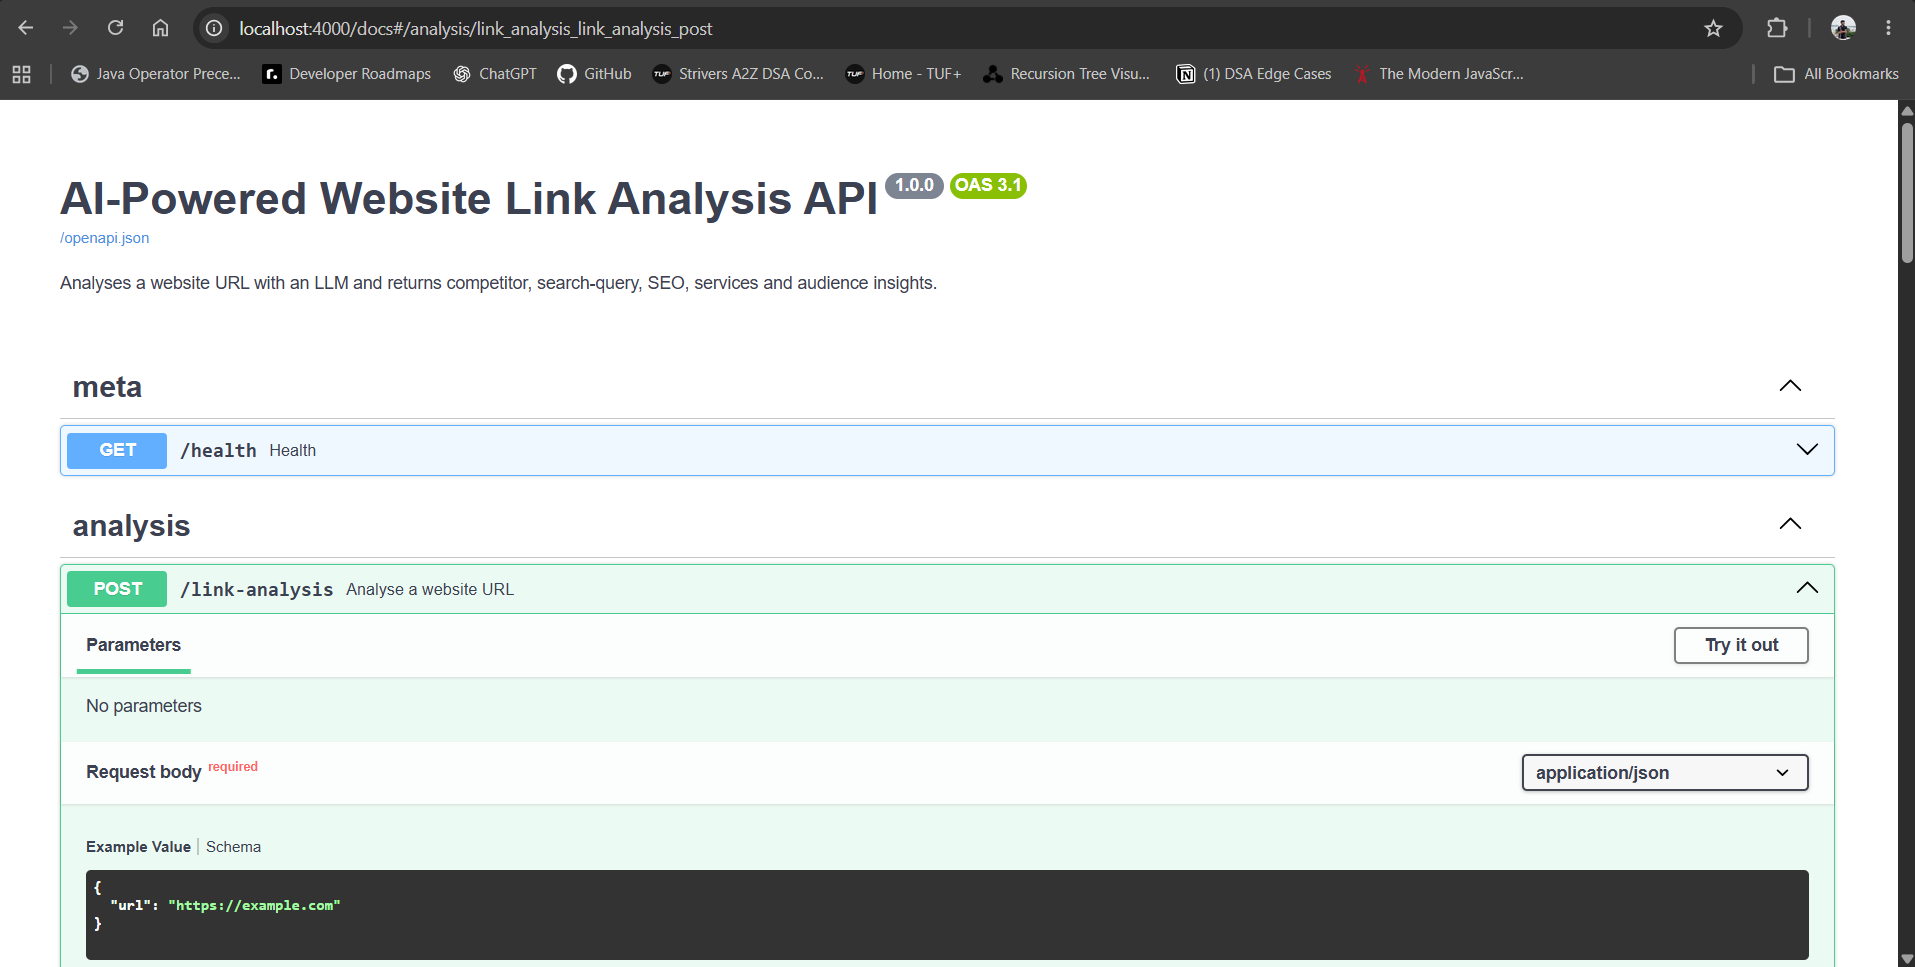 localhost:4000/docs#/analysis/link_analysis_link_analysis_post
Java Operator Prece...
Developer Roadmaps
ChatGPT
GitHub
Strivers A2Z DSA Co...
Home - TUF+
Recursion Tree Visu...
(1) DSA Edge Cases
The Modern JavaScr...
All Bookmarks
AI-Powered Website Link Analysis API 1.0.0 OAS 3.1
/openapi.json
Analyses a website URL with an LLM and returns competitor, search-query, SEO, services and audience insights.
meta
GET /health Health
analysis
POST /link-analysis Analyse a website URL
Parameters
Try it out
No parameters
Request body required
application/json
Example Value | Schema
{
"url": "https://example.com"
}